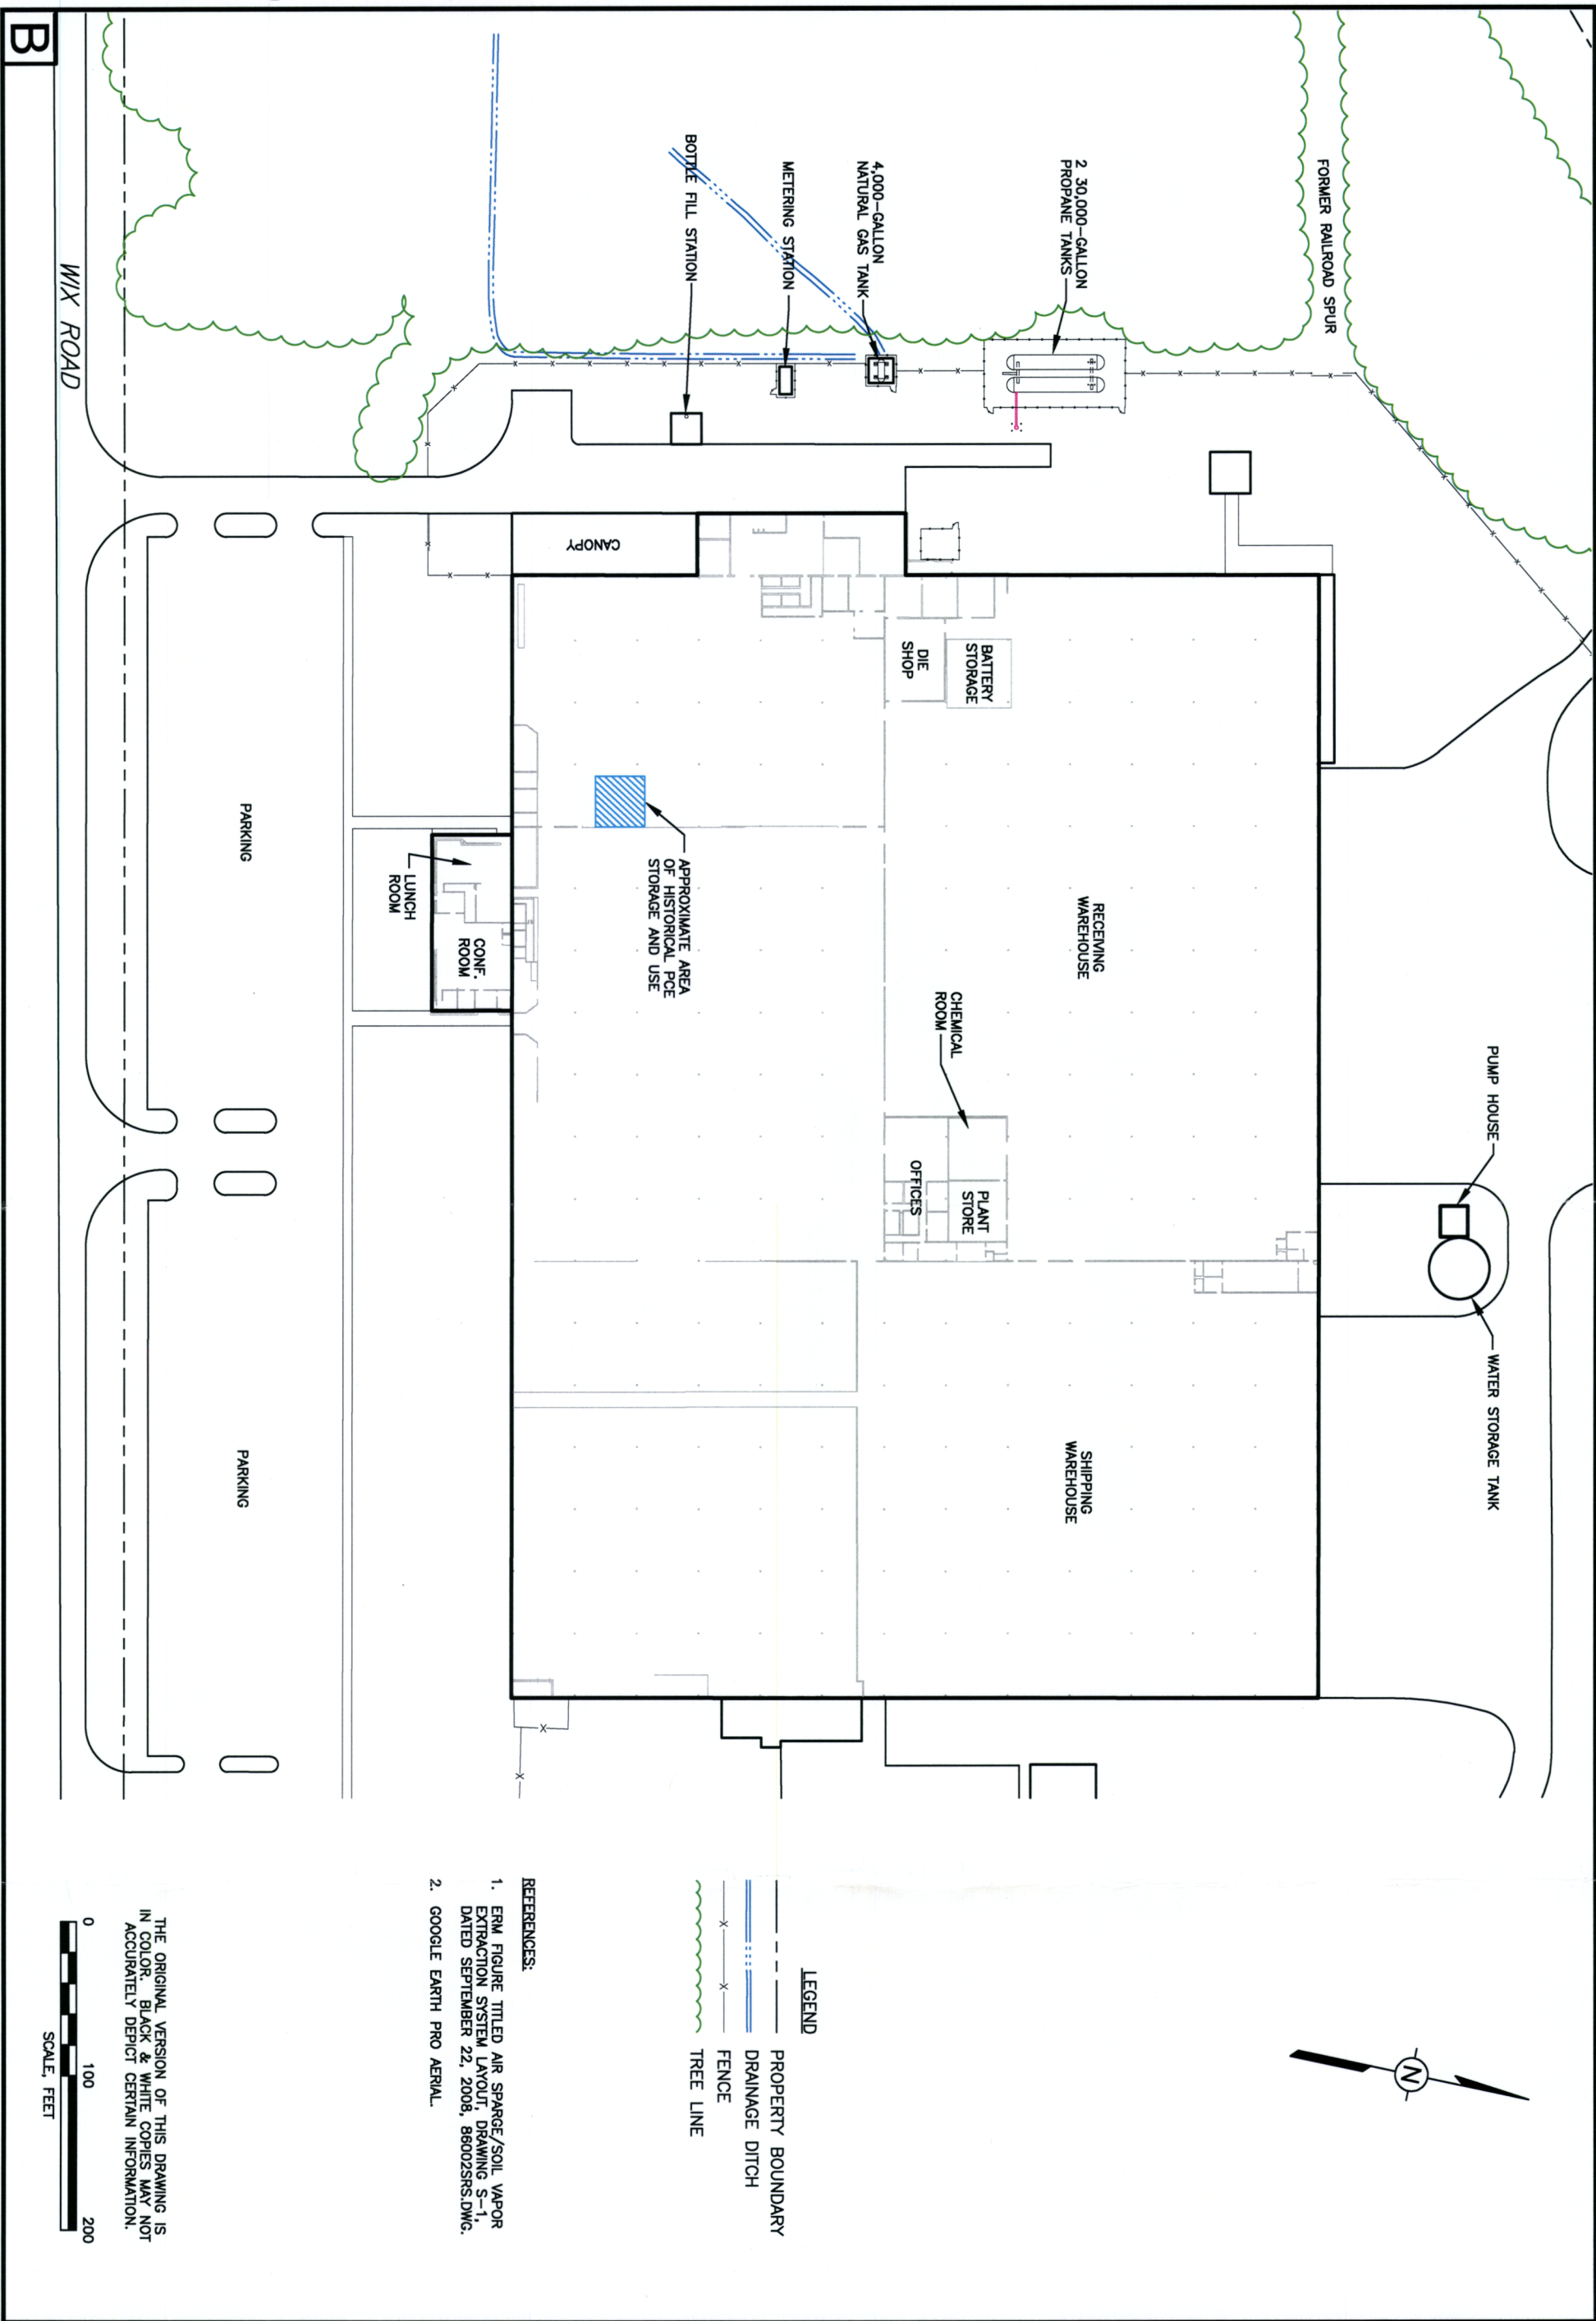 B
FORMER RAILROAD SPUR
2 30,000-GALLON
PROPANE TANKS
4,000-GALLON
NATURAL GAS TANK
METERING STATION
BOTTLE FILL STATION
WIX ROAD
CANOPY
BATTERY
STORAGE
DIE
SHOP
APPROXIMATE AREA
OF HISTORICAL PCE
STORAGE AND USE
RECEIVING
WAREHOUSE
CHEMICAL
ROOM
OFFICES
PLANT
STORE
LUNCH
ROOM
CONF.
ROOM
PARKING
PUMP HOUSE
WATER STORAGE TANK
SHIPPING
WAREHOUSE
PARKING
N
LEGEND
PROPERTY BOUNDARY
DRAINAGE DITCH
FENCE
TREE LINE
REFERENCES:
1. ERM FIGURE TITLED AIR SPARGE/SOIL VAPOR
EXTRACTION SYSTEM LAYOUT, DRAWING S-1,
DATED SEPTEMBER 22, 2008, 86002SRS.DWG.
2. GOOGLE EARTH PRO AERIAL.
THE ORIGINAL VERSION OF THIS DRAWING IS
IN COLOR. BLACK & WHITE COPIES MAY NOT
ACCURATELY DEPICT CERTAIN INFORMATION.
0 100 200
SCALE, FEET